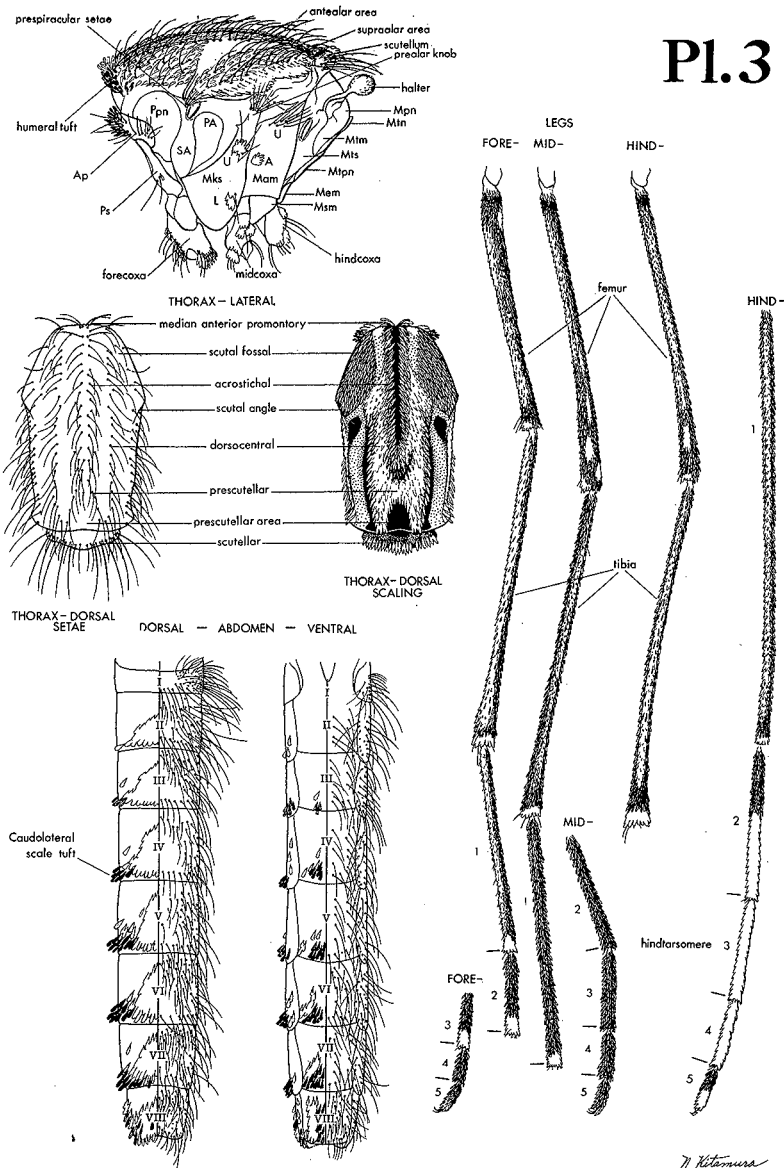 Pl.3
prespiracular setae
antealar area
supraalar area
scutellum
prealar knob
halter
humeral tuft
Ppn
PA
U
Mpn
Mtn
Mtm
SA
U
A
Mts
Ap
Mks
Mam
Mtpn
Ps
L
Mem
Msm
forecoxa
midcoxa
hindcoxa
THORAX – LATERAL
median anterior promontory
scutal fossal
acrostichal
scutal angle
dorsocentral
prescutellar
prescutellar area
scutellar
THORAX – DORSAL
SETAE
THORAX – DORSAL
SCALING
DORSAL — ABDOMEN — VENTRAL
I
II
III
IV
V
VI
VII
VIII
Caudolateral
scale tuft
I
II
III
IV
V
VI
VII
VIII
LEGS
FORE-
MID-
HIND-
femur
tibia
1
2
1
FORE-
3
4
5
MID-
2
3
4
5
HIND-
1
2
hindtarsomere
3
4
5
N Kitamura